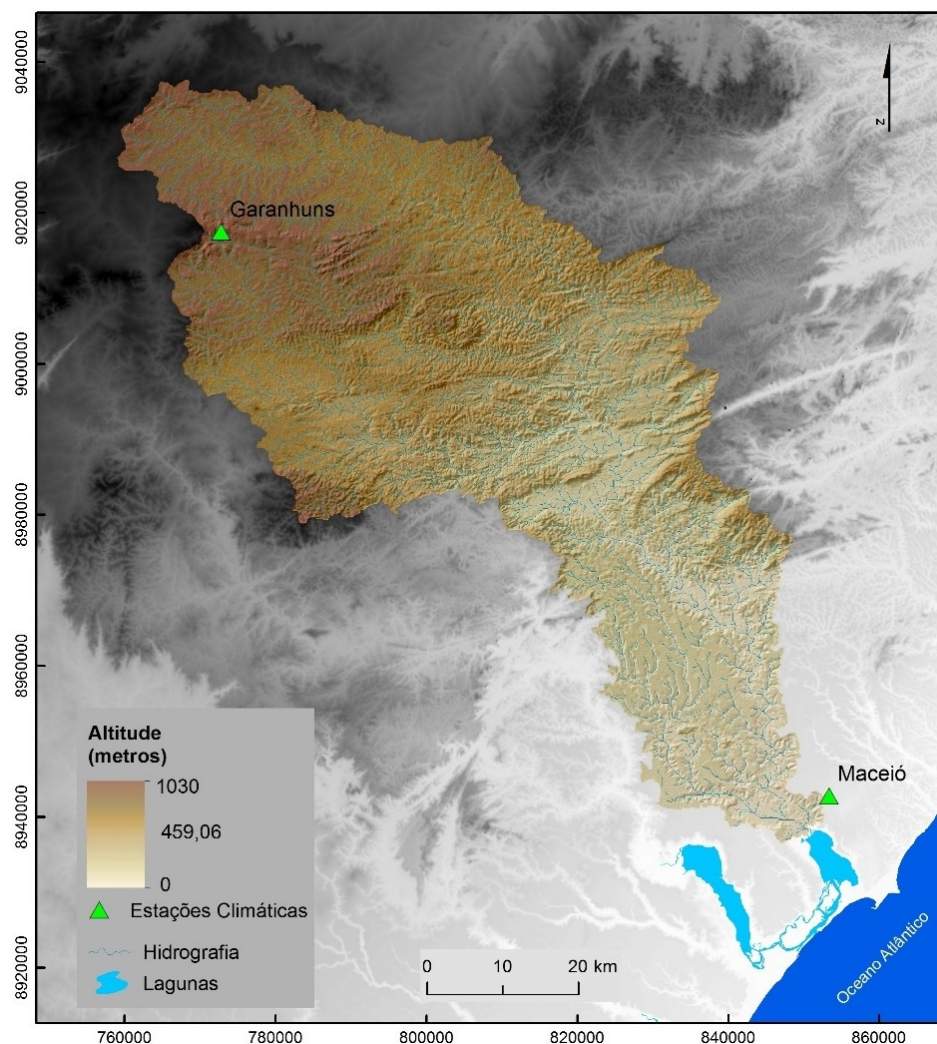 9040000
9020000
9000000
8980000
8960000
8940000
8920000
N
Garanhuns
Maceió
Altitude
(metros)
1030
459,06
0
Estações Climáticas
Hidrografia
Lagunas
0 10 20 km
Oceano Atlântico
760000 780000 800000 820000 840000 860000